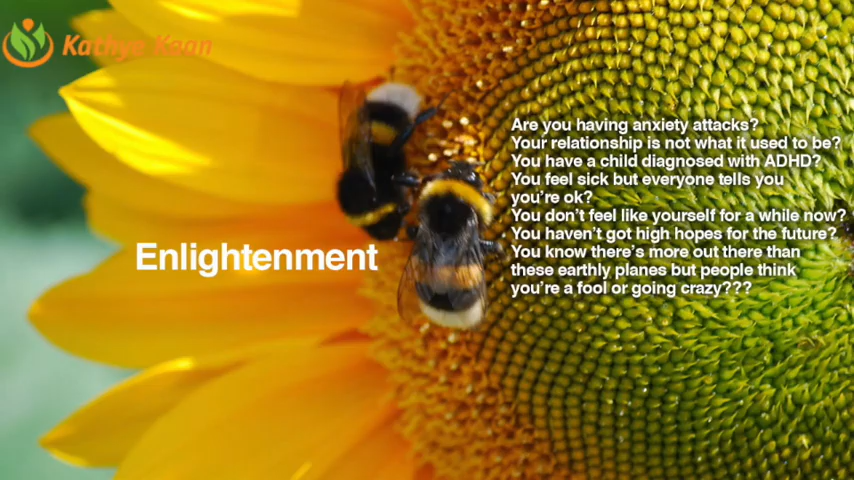 Kathye Kaan
Enlightenment
Are you having anxiety attacks?
Your relationship is not what it used to be?
You have a child diagnosed with ADHD?
You feel sick but everyone tells you
you're ok?
You don't feel like yourself for a while now?
You haven't got high hopes for the future?
You know there's more out there than
these earthly planes but people think
you're a fool or going crazy???